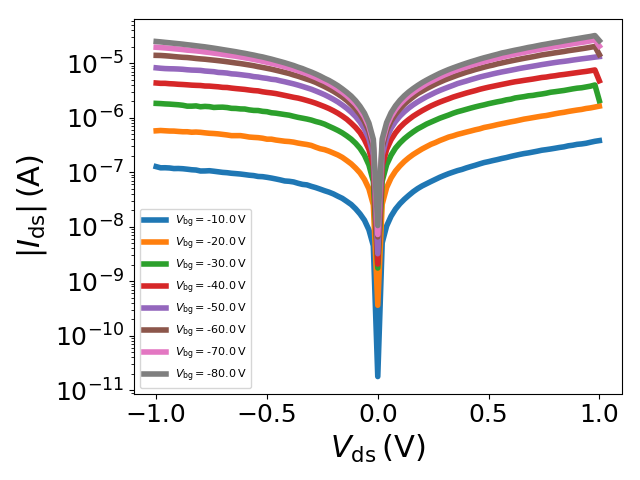 10⁻⁵
10⁻⁶
10⁻⁷
10⁻⁸
10⁻⁹
10⁻¹⁰
10⁻¹¹
|I_ds| (A)
V_bg = -10.0 V
V_bg = -20.0 V
V_bg = -30.0 V
V_bg = -40.0 V
V_bg = -50.0 V
V_bg = -60.0 V
V_bg = -70.0 V
V_bg = -80.0 V
−1.0 −0.5 0.0 0.5 1.0
V_ds (V)